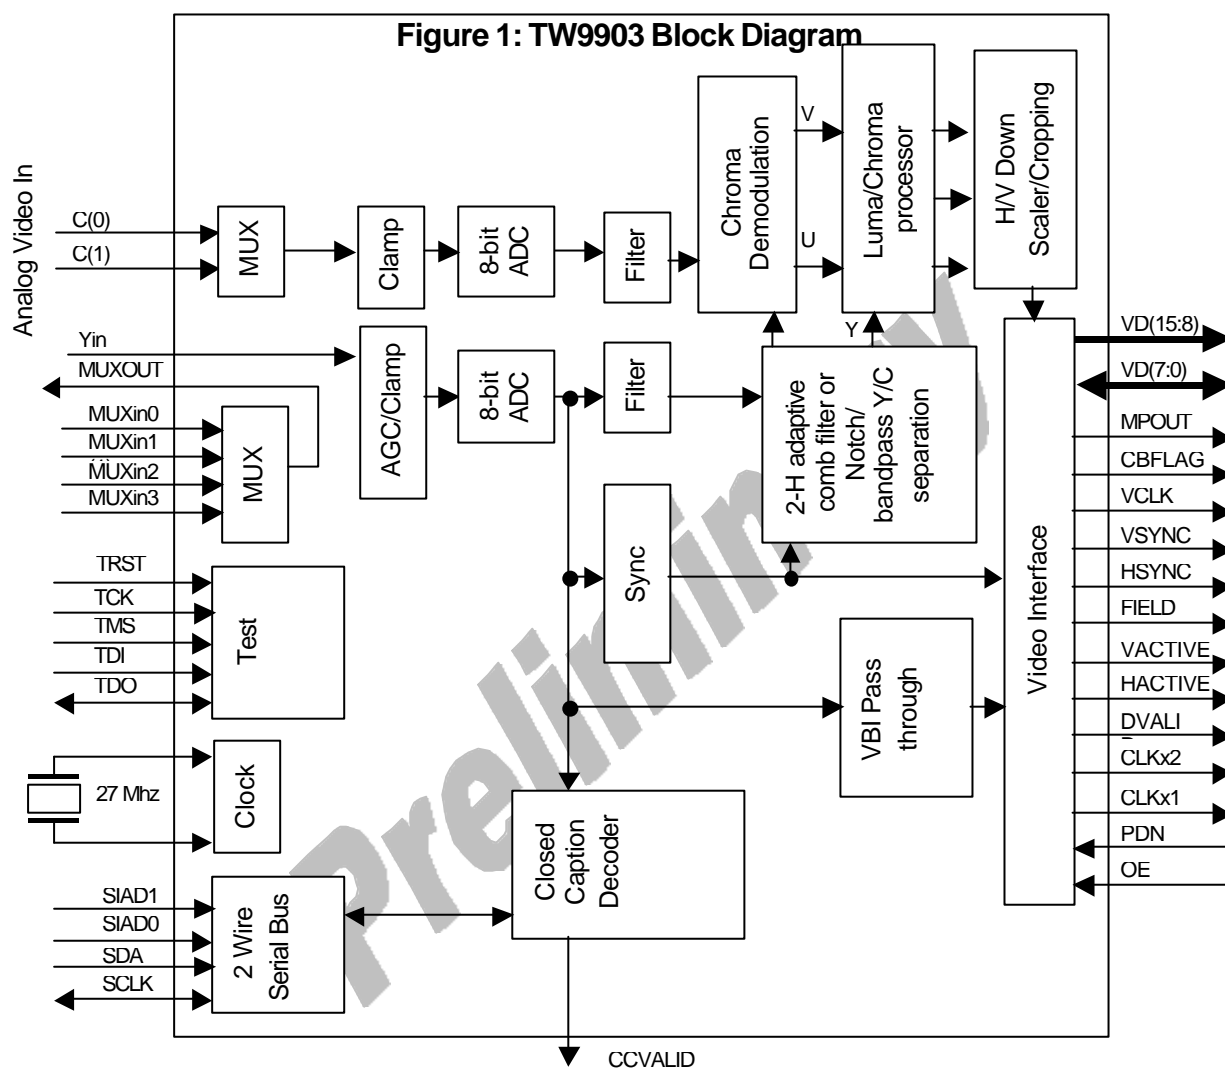 Figure 1: TW9903 Block Diagram
Analog Video In
C(0)
C(1)
MUX
Clamp
8-bit
ADC
Filter
Chroma
Demodulation
V
U
Luma/Chroma
processor
H/V Down
Scaler/Cropping
Yin
MUXOUT
MUXin0
MUXin1
MUXin2
MUXin3
MUX
AGC/Clamp
8-bit
ADC
Filter
Y
2-H adaptive
comb filter or
Notch/
bandpass Y/C
separation
TRST
TCK
TMS
TDI
TDO
Test
Sync
VBI Pass
through
Video Interface
27 Mhz
Clock
SIAD1
SIAD0
SDA
SCLK
2 Wire
Serial Bus
Closed
Caption
Decoder
CCVALID
VD(15:8)
VD(7:0)
MPOUT
CBFLAG
VCLK
VSYNC
HSYNC
FIELD
VACTIVE
HACTIVE
DVALI
CLKx2
CLKx1
PDN
OE